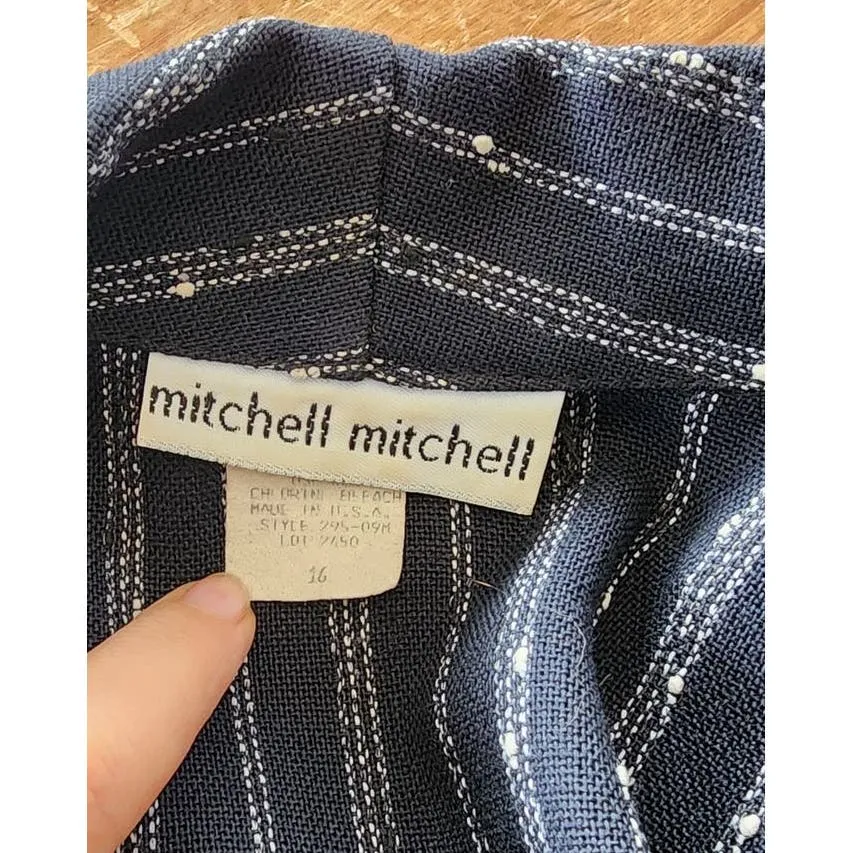 mitchell mitchell
CHLORINE BLEACH
MADE IN U.S.A.
STYLE 295-09M
LOT 2450
16